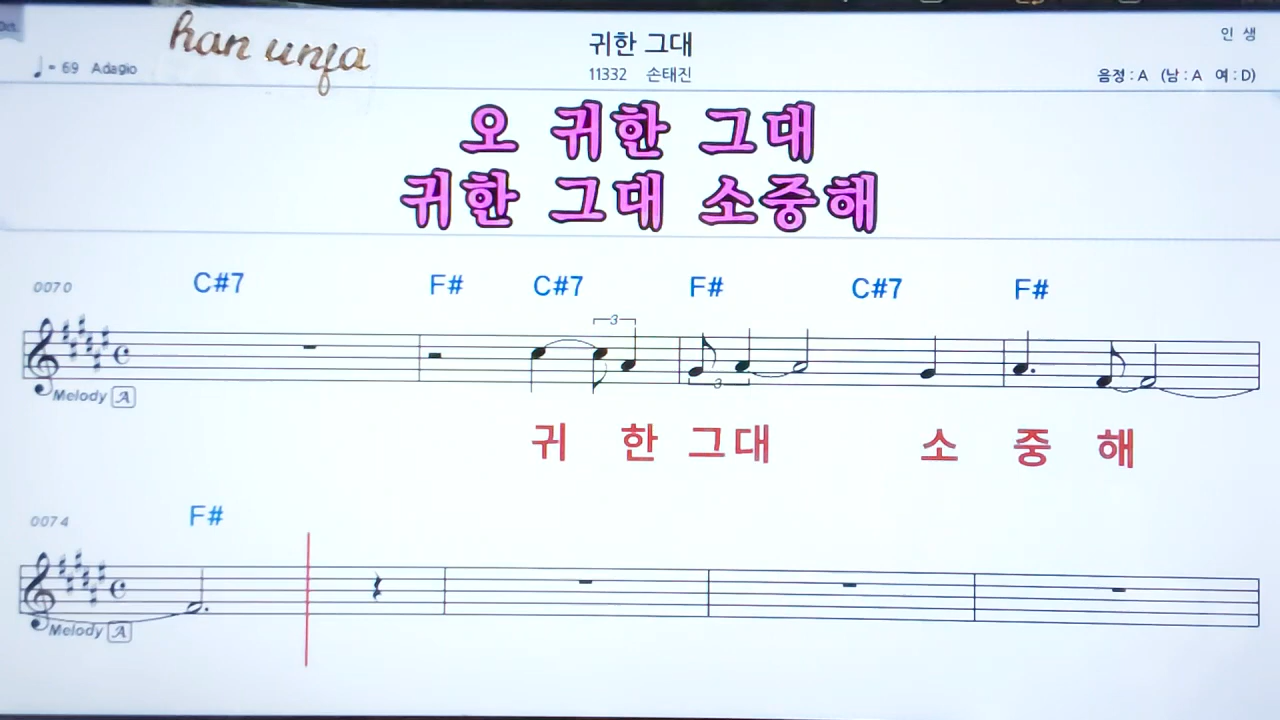 han unja
귀한 그대
인 생
♩= 69 Adagio
11332 손태진
음정 : A (남 : A 여 : D)
오 귀한 그대
귀한 그대 소중해
0070 C#7 F# C#7 F# C#7 F#
3
3
Melody A
귀 한 그대 소 중 해
0074 F#
Melody A